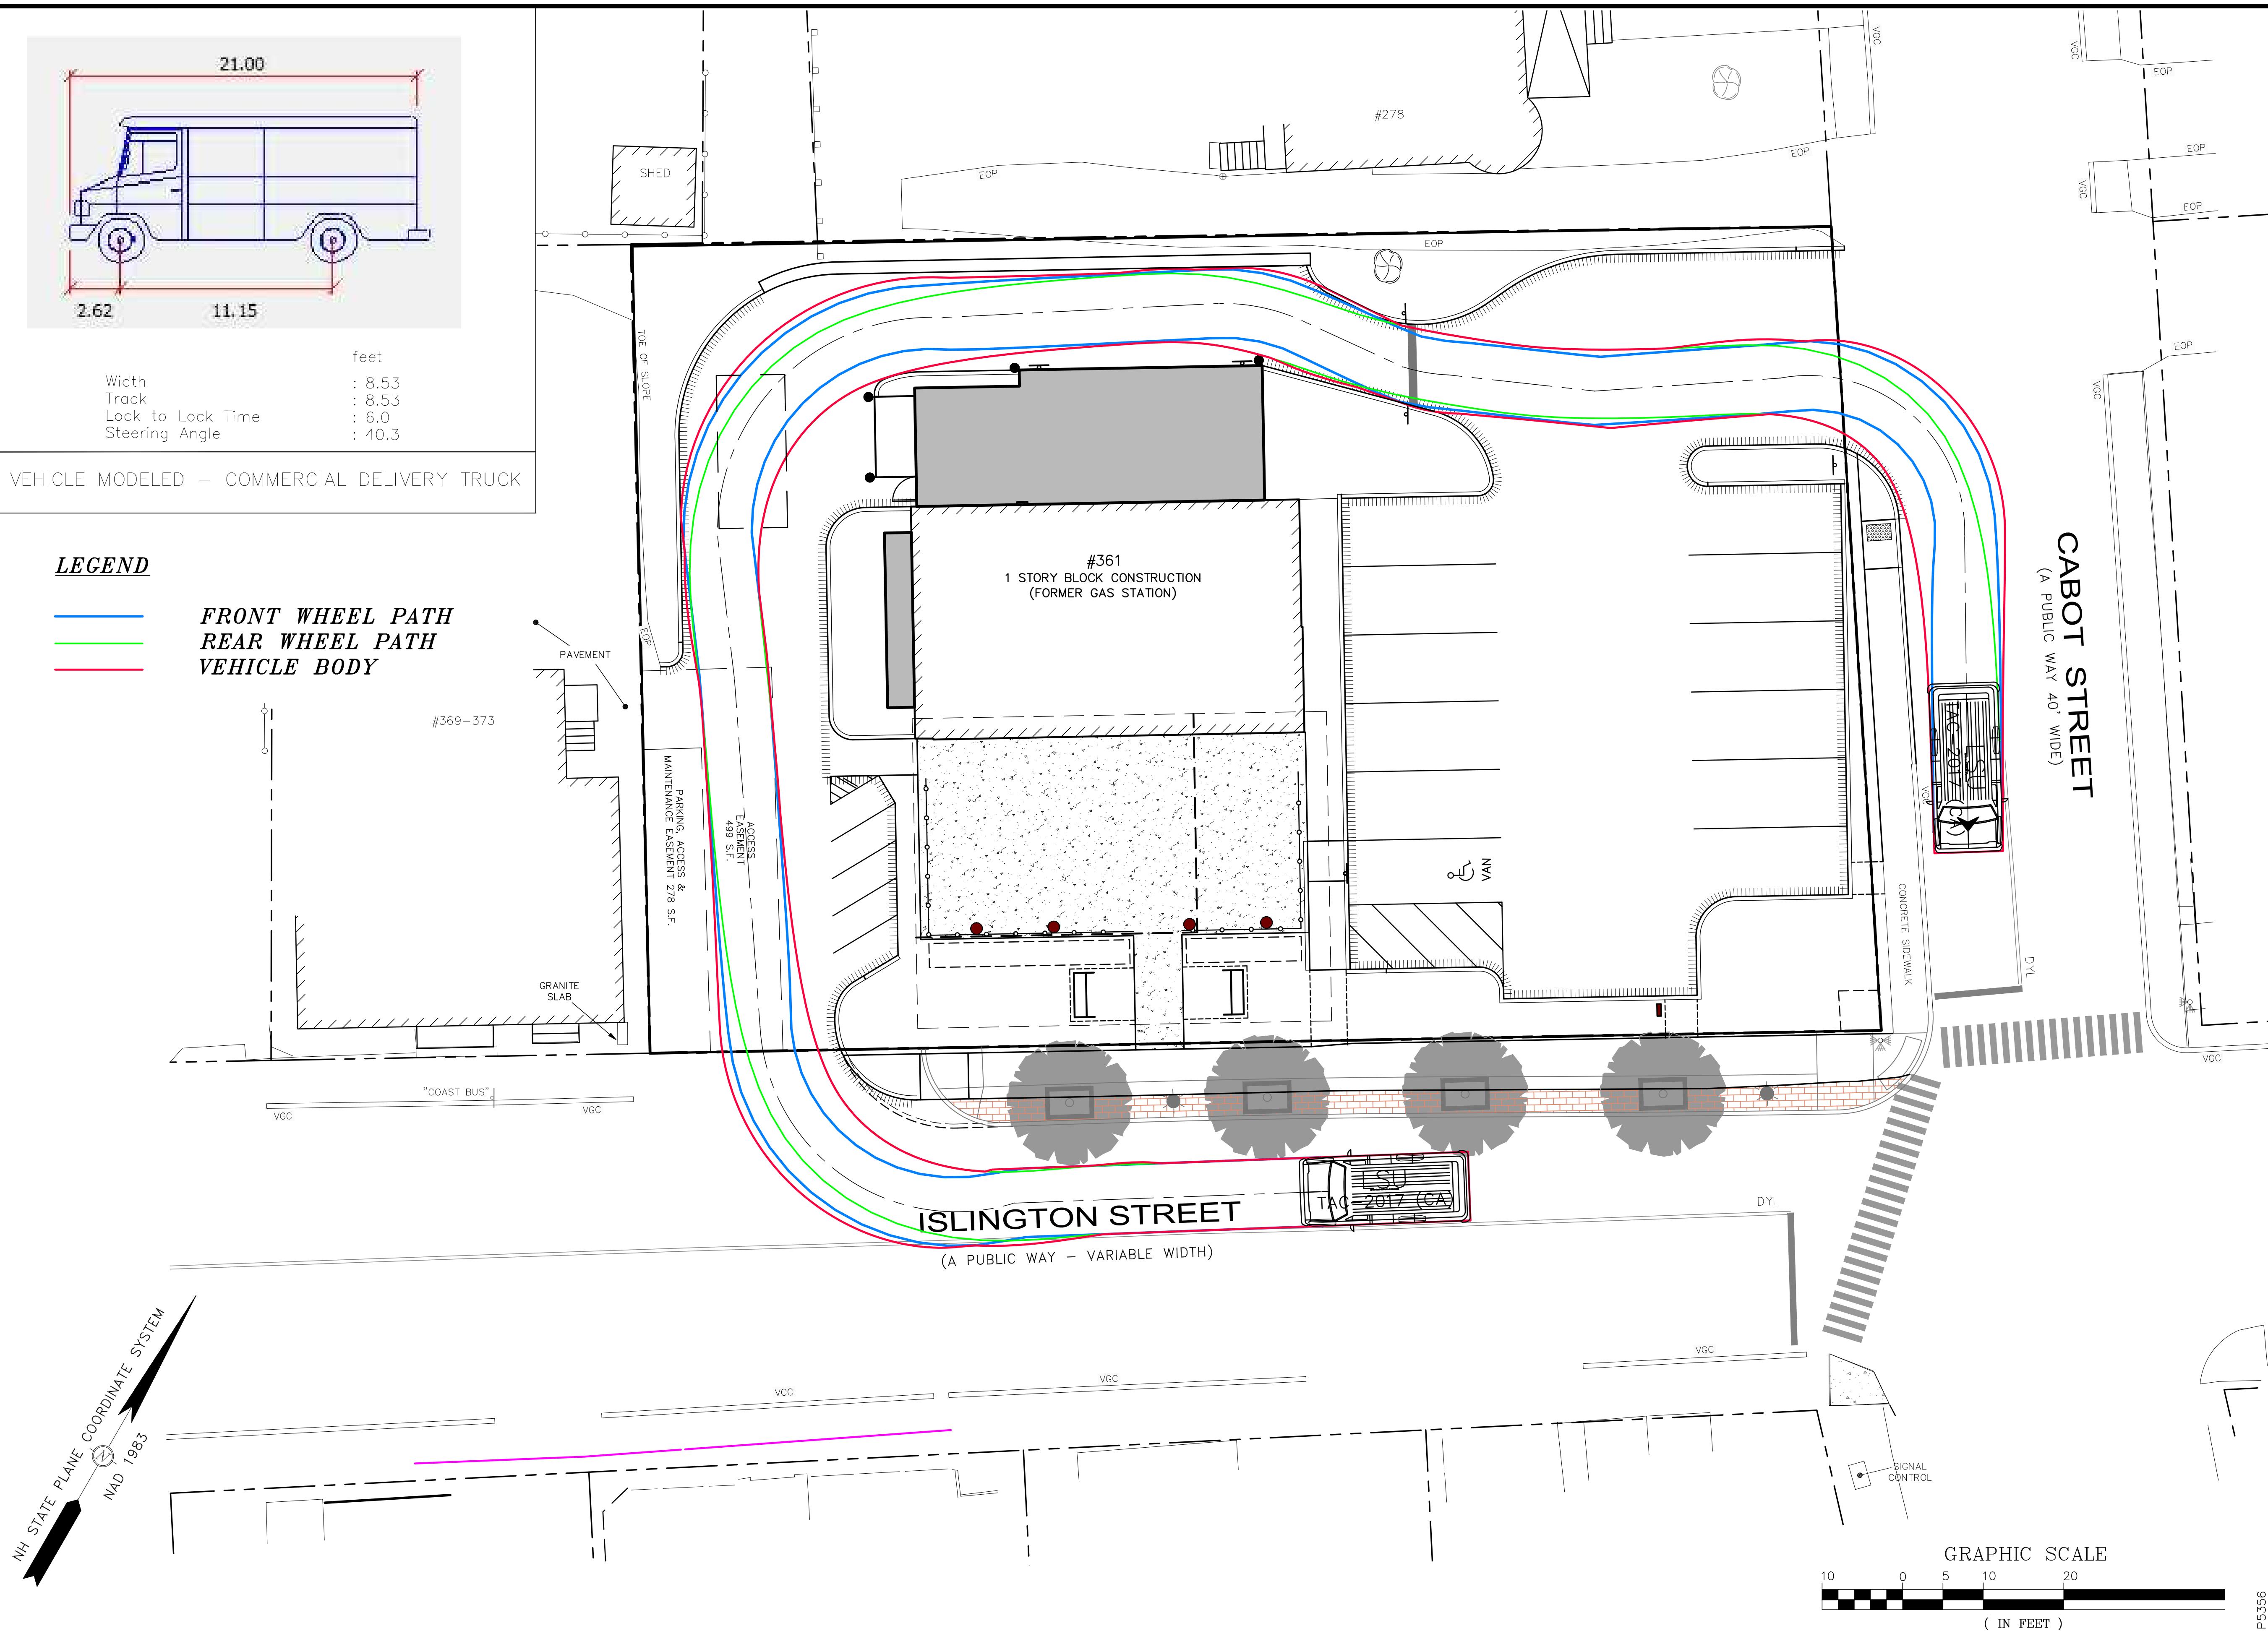 21.00
2.62
11.15
feet
Width : 8.53
Track : 8.53
Lock to Lock Time : 6.0
Steering Angle : 40.3
VEHICLE MODELED – COMMERCIAL DELIVERY TRUCK
LEGEND
FRONT WHEEL PATH
REAR WHEEL PATH
VEHICLE BODY
SHED
EOP
#278
EOP
VGC
VGC
EOP
EOP
VGC
EOP
EOP
EOP
VGC
TOE OF SLOPE
EOP
PAVEMENT
#369-373
#361
1 STORY BLOCK CONSTRUCTION
(FORMER GAS STATION)
PARKING, ACCESS &
MAINTENANCE EASEMENT 278 S.F.
ACCESS
EASEMENT
499 S.F.
VAN
CABOT STREET
(A PUBLIC WAY 40' WIDE)
LSU
TAC-2017 (CA)
VGC
CONCRETE SIDEWALK
DYL
GRANITE
SLAB
"COAST BUS"
VGC
VGC
VGC
LSU
TAC-2017 (CA)
ISLINGTON STREET
(A PUBLIC WAY – VARIABLE WIDTH)
DYL
VGC
VGC
VGC
SIGNAL
CONTROL
NH STATE PLANE COORDINATE SYSTEM
N
NAD 1983
GRAPHIC SCALE
10 0 5 10 20
( IN FEET )
P5356